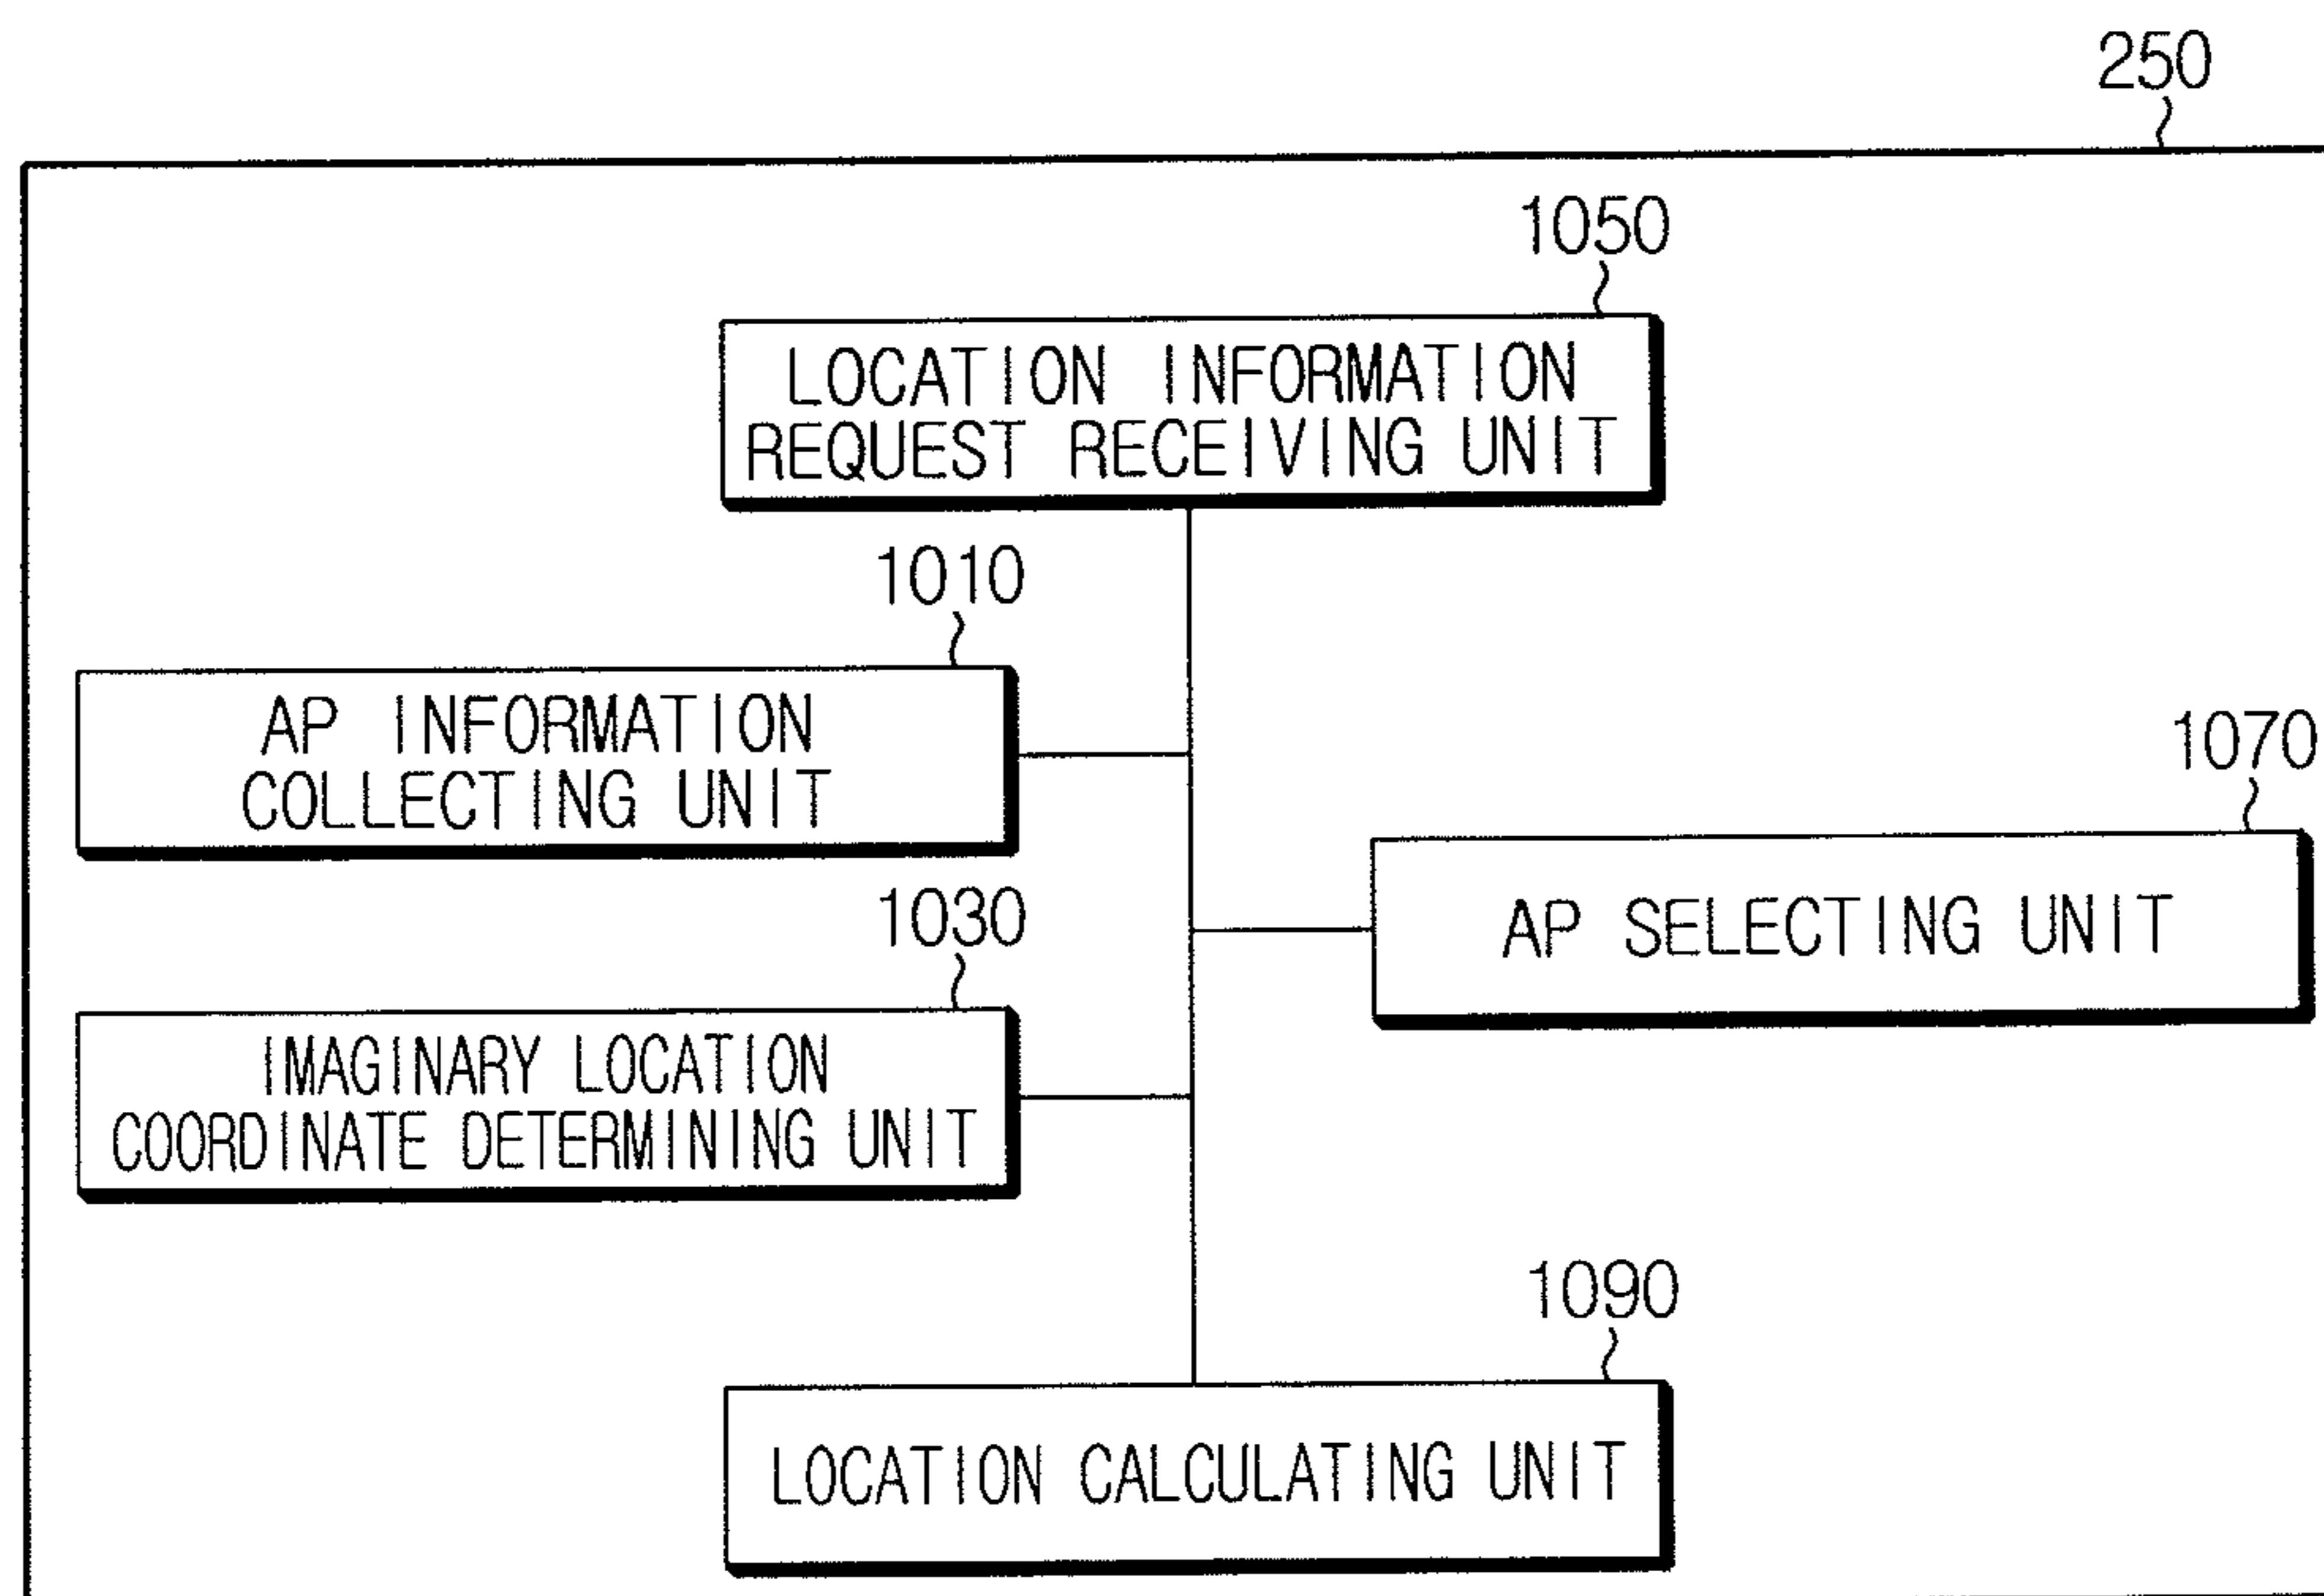 250
1050
LOCATION INFORMATION
REQUEST RECEIVING UNIT
1010
AP INFORMATION
COLLECTING UNIT
1070
AP SELECTING UNIT
1030
IMAGINARY LOCATION
COORDINATE DETERMINING UNIT
1090
LOCATION CALCULATING UNIT